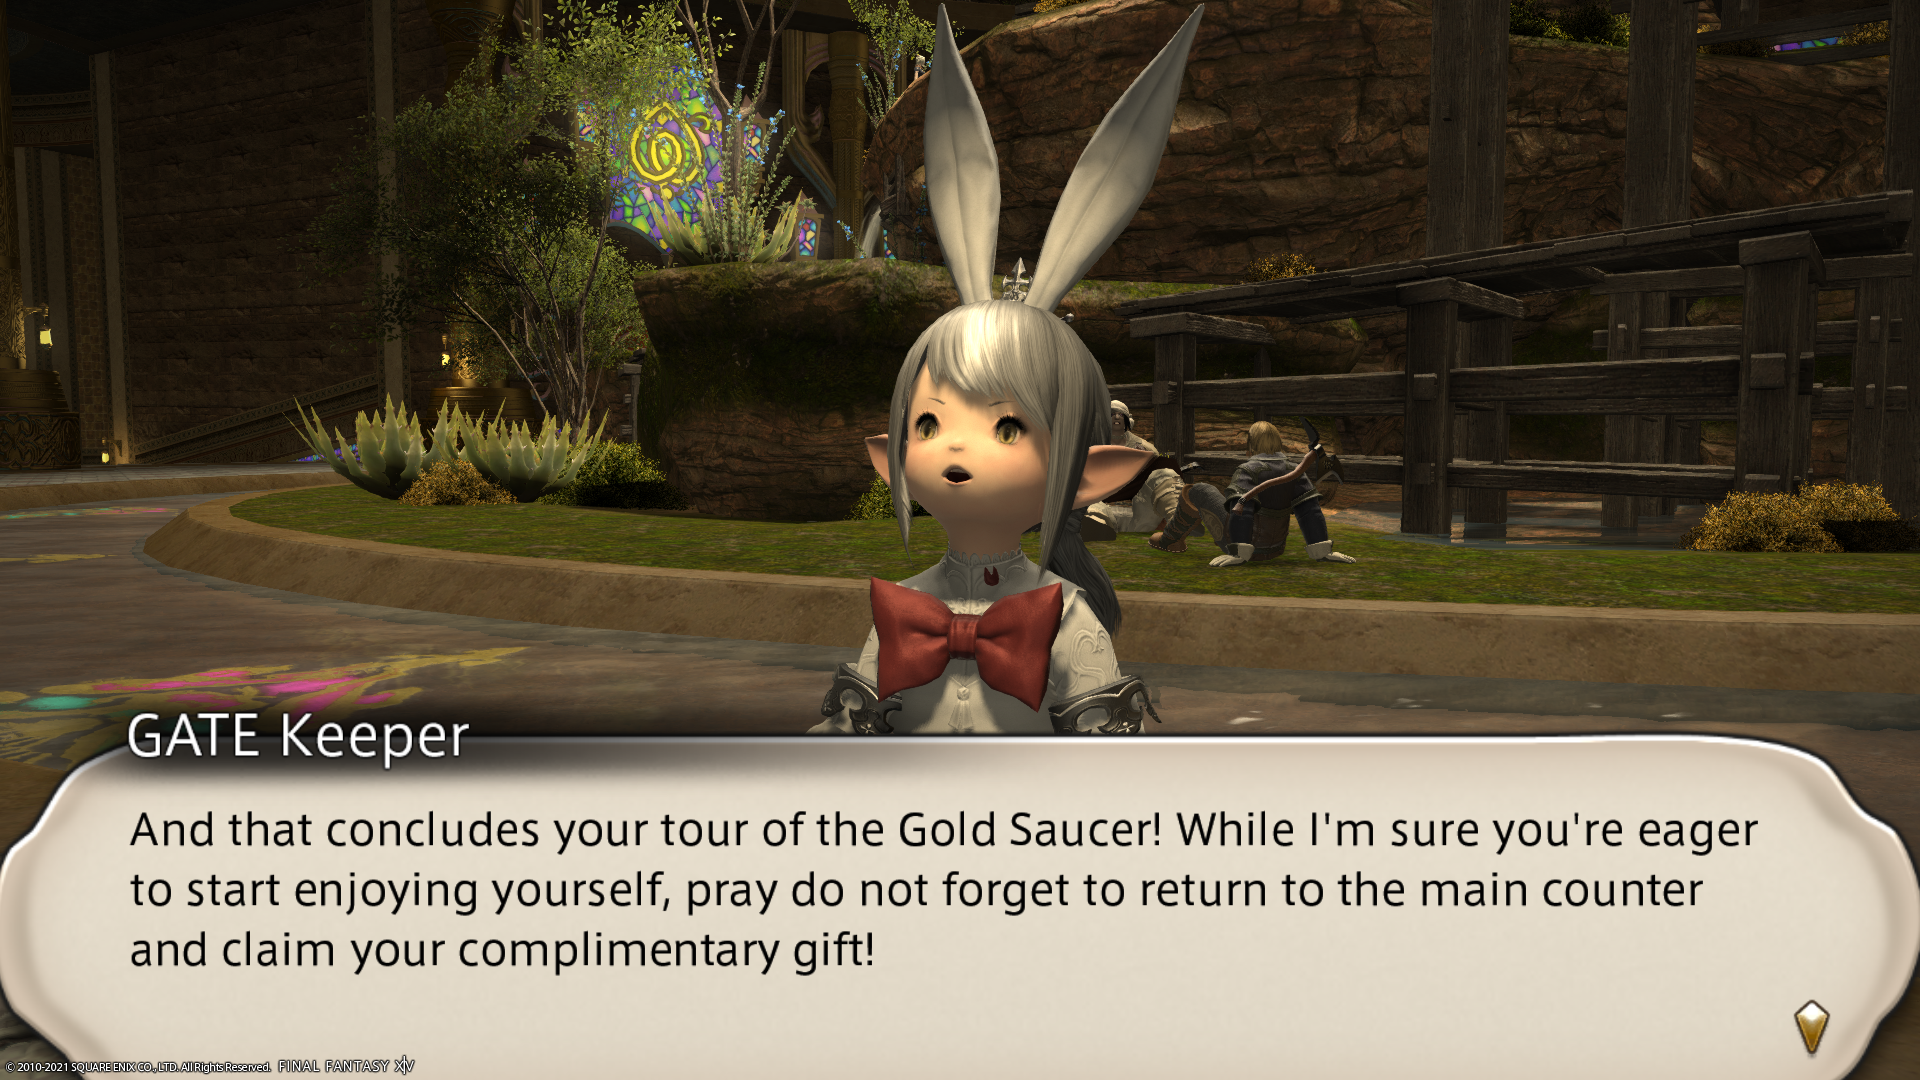 GATE Keeper
And that concludes your tour of the Gold Saucer! While I'm sure you're eager
to start enjoying yourself, pray do not forget to return to the main counter
and claim your complimentary gift!
© 2010-2021 SQUARE ENIX CO., LTD. All Rights Reserved. FINAL FANTASY XIV